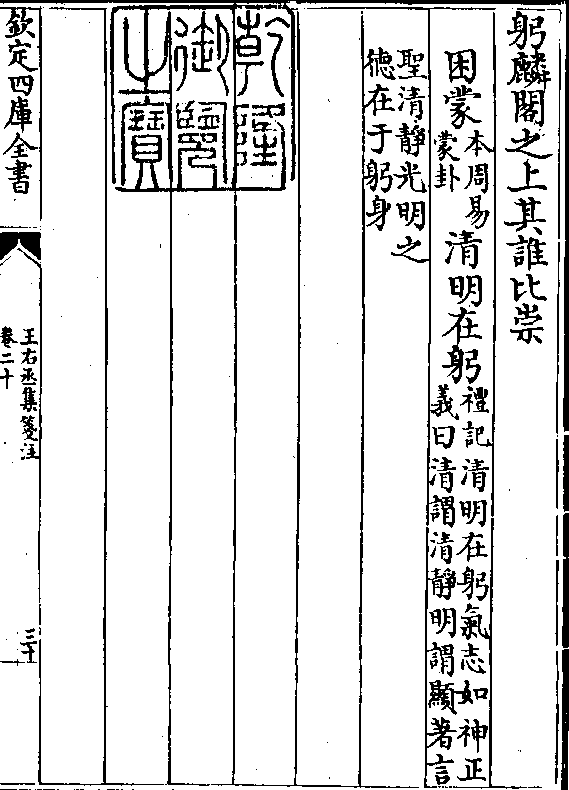 躬麟閣之上其誰比崇
困蒙本周易蒙卦清明在躬禮記清明在躬氣志如神正義曰清謂清靜明謂顯著言
聖清靜光明之德在于躬身
乾隆御覽之寶
欽定四庫全書
王右丞集箋注
卷二十
三十一